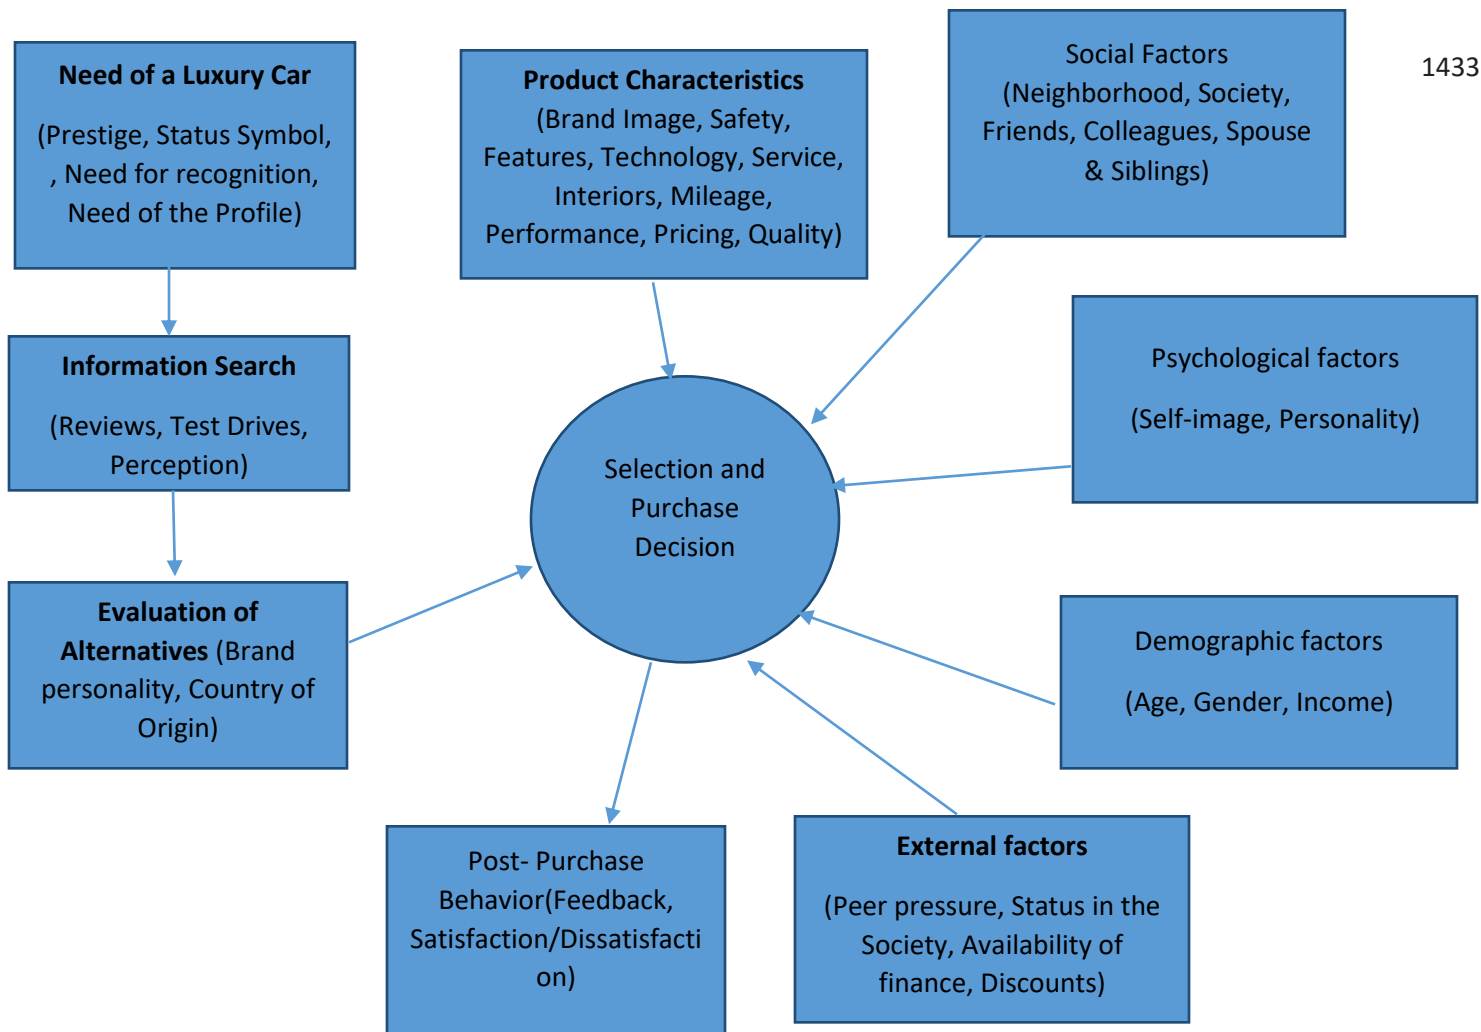 Need of a Luxury Car
(Prestige, Status Symbol,
, Need for recognition,
Need of the Profile)
Product Characteristics
(Brand Image, Safety,
Features, Technology, Service,
Interiors, Mileage,
Performance, Pricing, Quality)
Social Factors
(Neighborhood, Society,
Friends, Colleagues, Spouse
& Siblings)
1433
Information Search
(Reviews, Test Drives,
Perception)
Psychological factors
(Self-image, Personality)
Selection and
Purchase
Decision
Evaluation of
Alternatives (Brand
personality, Country of
Origin)
Demographic factors
(Age, Gender, Income)
Post- Purchase
Behavior(Feedback,
Satisfaction/Dissatisfacti
on)
External factors
(Peer pressure, Status in the
Society, Availability of
finance, Discounts)